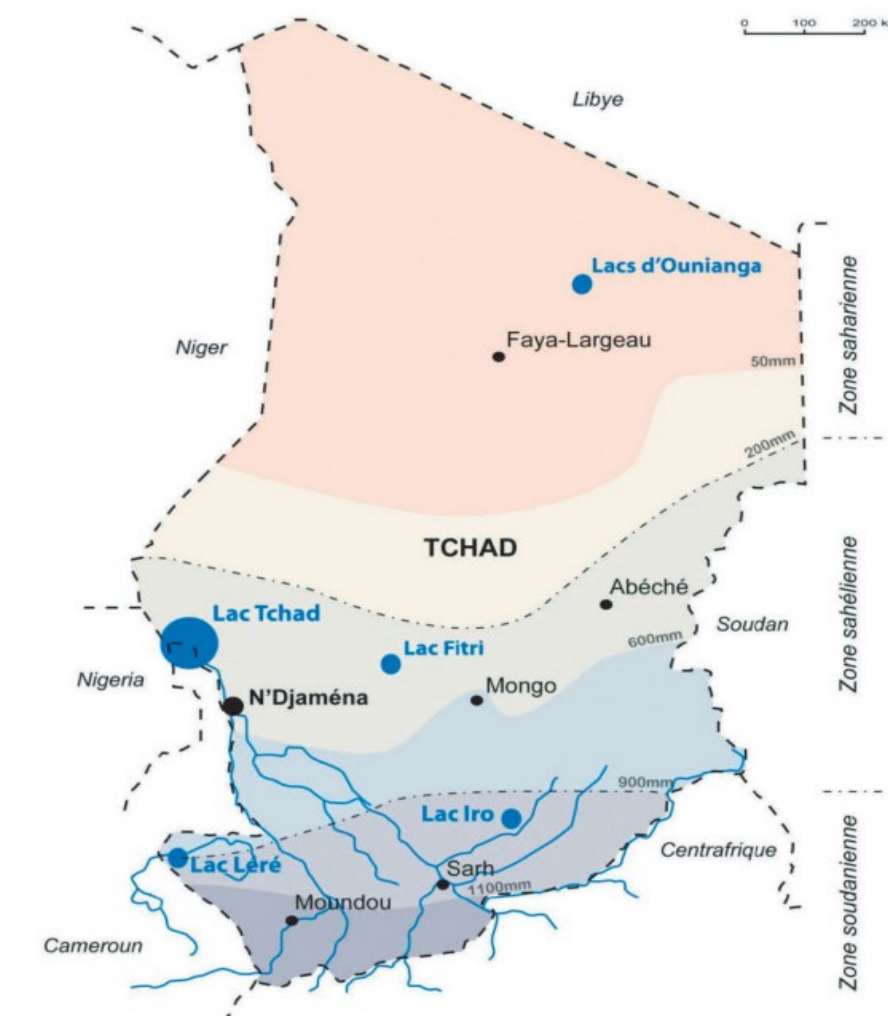 0 100 200 k
Libye
Lacs d'Ounianga
Faya-Largeau
Niger
50mm
Zone saharienne
200mm
TCHAD
Abéché
Lac Tchad
Soudan
Zone sahélienne
600mm
Lac Fitri
Nigeria
Mongo
N'Djaména
900mm
Lac Iro
Centrafrique
Lac Léré
Sarh
1100mm
Moundou
Zone soudanienne
Cameroun